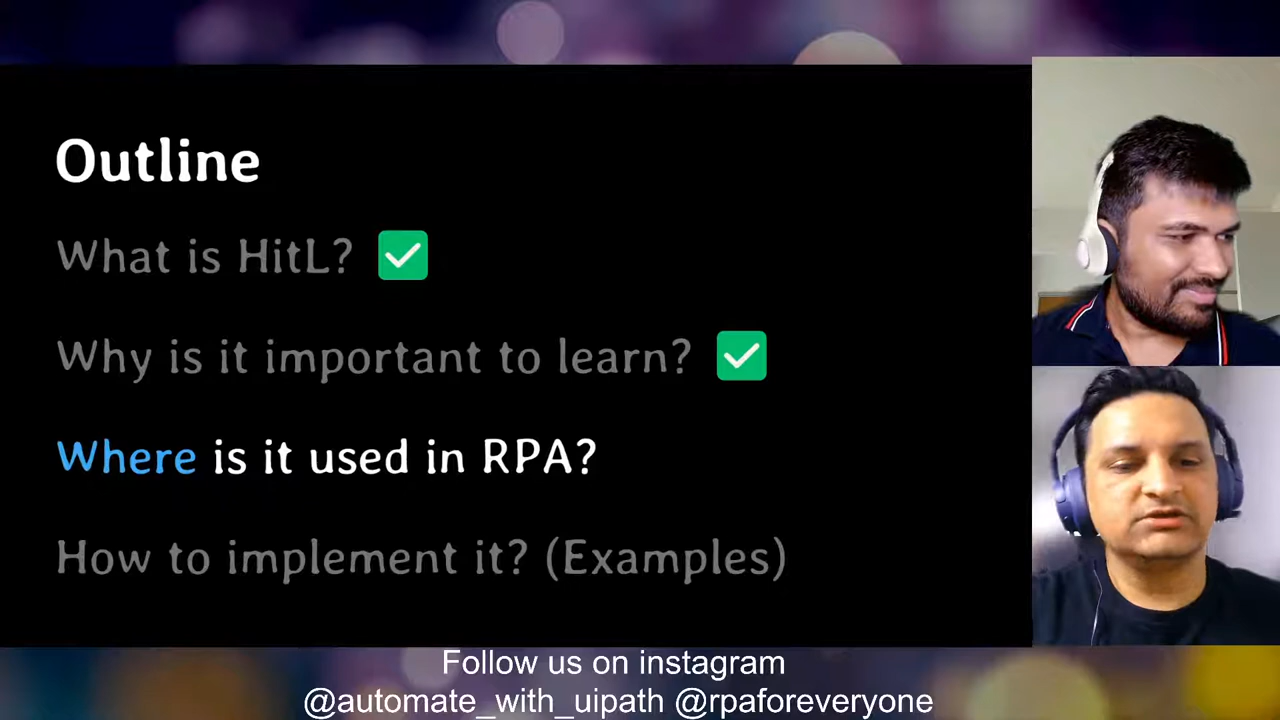 Outline
What is HitL? ✅
Why is it important to learn? ✅
Where is it used in RPA?
How to implement it? (Examples)
Follow us on instagram
@automate_with_uipath @rpaforeveryone